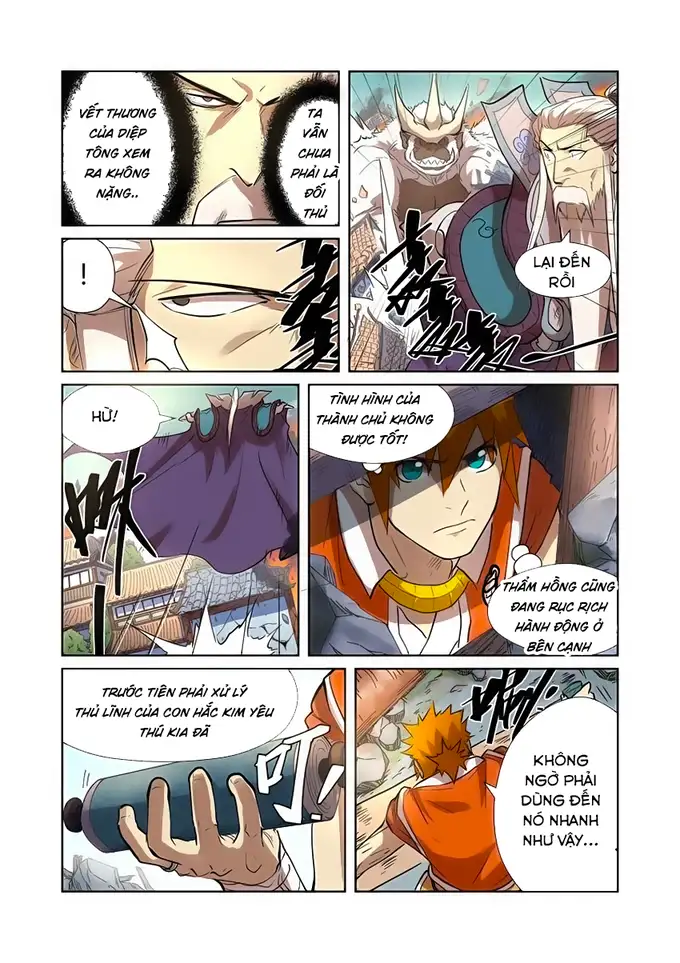 VẾT THƯƠNG
CỦA DIỆP
TÔNG XEM
RA KHÔNG
NẶNG..
TA
VẪN
CHƯA
PHẢI LÀ
ĐỐI
THỦ
LẠI ĐẾN
RỒI
!
HỪ!
TÌNH HÌNH CỦA
THÀNH CHỦ KHÔNG
ĐƯỢC TỐT!
THẨM HỒNG CŨNG
ĐANG RỤC RỊCH
HÀNH ĐỘNG Ở
BÊN CẠNH
TRƯỚC TIÊN PHẢI XỬ LÝ
THỦ LĨNH CỦA CON HẮC KIM YÊU
THÚ KIA ĐÃ
KHÔNG
NGỜ PHẢI
DÙNG ĐẾN
NÓ NHANH
NHƯ VẬY...